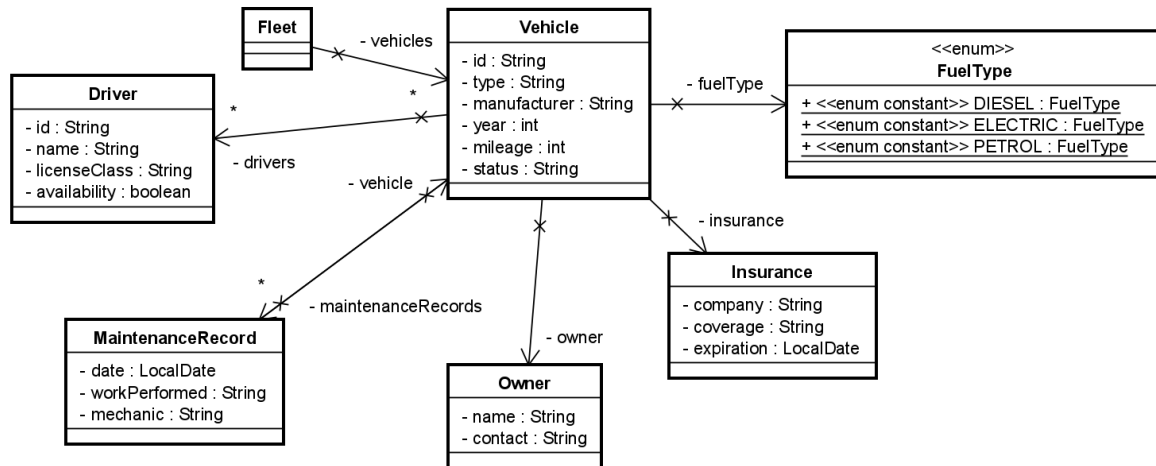 Fleet
- vehicles
*
Vehicle
- id : String
- type : String
- manufacturer : String
- year : int
- mileage : int
- status : String
- fuelType
<<enum>>
FuelType
+ <<enum constant>> DIESEL : FuelType
+ <<enum constant>> ELECTRIC : FuelType
+ <<enum constant>> PETROL : FuelType
Driver
- id : String
- name : String
- licenseClass : String
- availability : boolean
*
- drivers
- vehicle
*
- maintenanceRecords
MaintenanceRecord
- date : LocalDate
- workPerformed : String
- mechanic : String
- owner
Owner
- name : String
- contact : String
- insurance
Insurance
- company : String
- coverage : String
- expiration : LocalDate